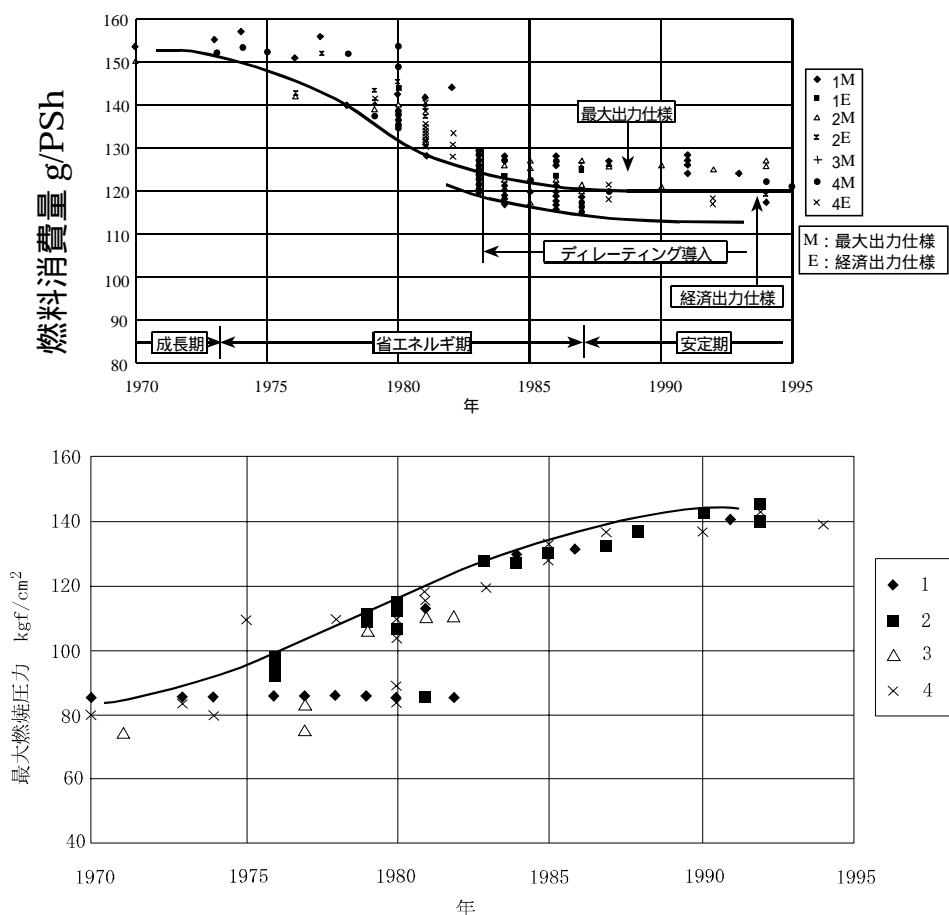 160
150
140
130
120
110
100
90
80
燃料消費量 g/PSh
最大出力仕様
ディレーティング導入
経済出力仕様
成長期
省エネルギ期
安定期
1970
1975
1980
1985
1990
1995
年
1M
1E
2M
2E
3M
4M
4E
M：最大出力仕様
E：経済出力仕様
160
140
120
100
80
60
40
最大燃焼圧力 kgf/cm²
1970
1975
1980
1985
1990
1995
年
1
2
3
4